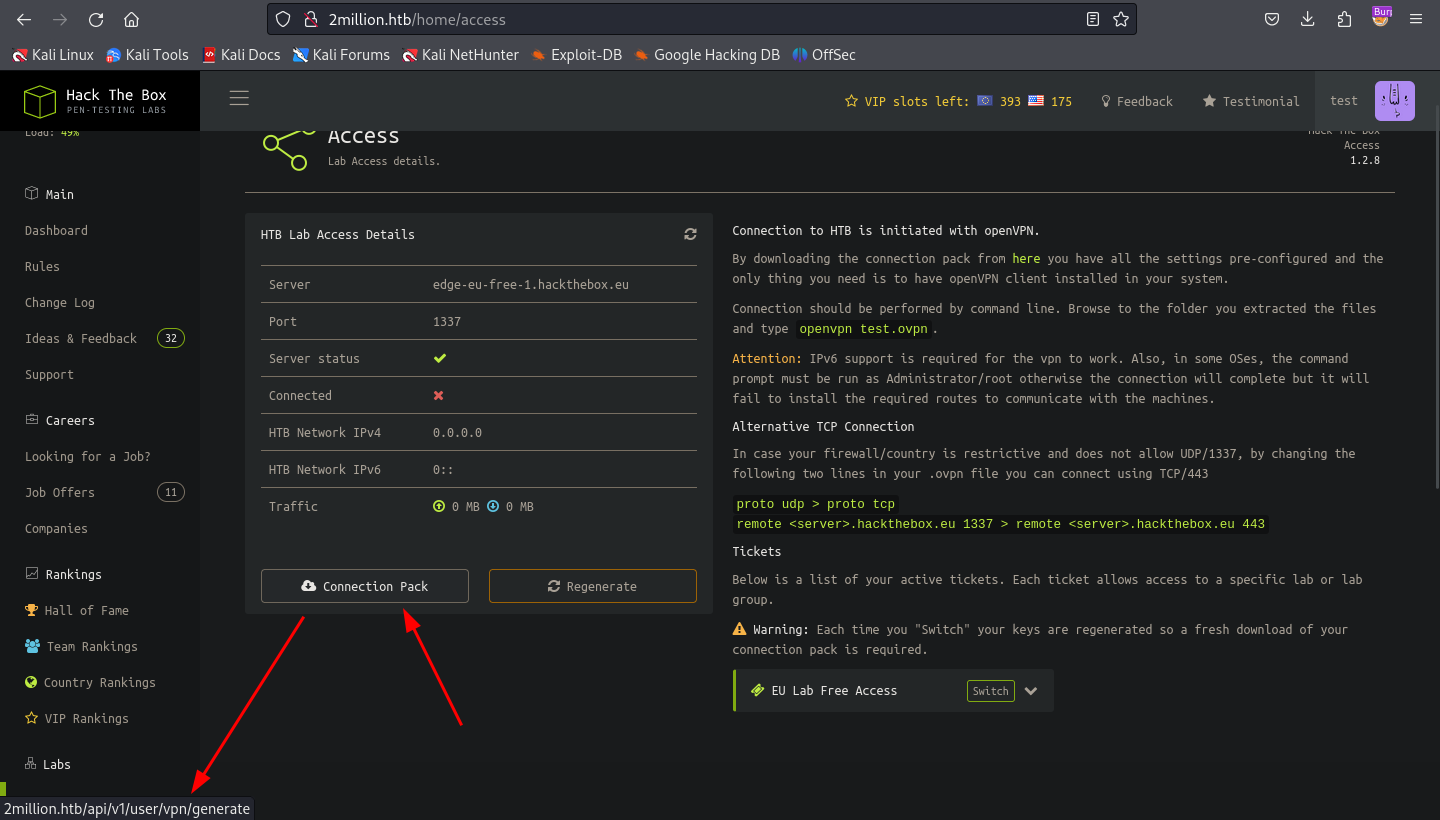 2million.htb/home/access
Burp
Kali Linux Kali Tools Kali Docs Kali Forums Kali NetHunter Exploit-DB Google Hacking DB OffSec
Hack The Box
PEN-TESTING LABS
VIP slots left: 393 175 Feedback Testimonial test
Load: 49%
Main
Dashboard
Rules
Change Log
Ideas & Feedback 32
Support
Careers
Looking for a Job?
Job Offers 11
Companies
Rankings
Hall of Fame
Team Rankings
Country Rankings
VIP Rankings
Labs
Access
Lab Access details.
Hack The Box
Access
1.2.8
HTB Lab Access Details
Server edge-eu-free-1.hackthebox.eu
Port 1337
Server status
Connected
HTB Network IPv4 0.0.0.0
HTB Network IPv6 0::
Traffic 0 MB 0 MB
Connection Pack Regenerate
Connection to HTB is initiated with openVPN.
By downloading the connection pack from here you have all the settings pre-configured and the
only thing you need is to have openVPN client installed in your system.
Connection should be performed by command line. Browse to the folder you extracted the files
and type openvpn test.ovpn.
Attention: IPv6 support is required for the vpn to work. Also, in some OSes, the command
prompt must be run as Administrator/root otherwise the connection will complete but it will
fail to install the required routes to communicate with the machines.
Alternative TCP Connection
In case your firewall/country is restrictive and does not allow UDP/1337, by changing the
following two lines in your .ovpn file you can connect using TCP/443
proto udp > proto tcp
remote <server>.hackthebox.eu 1337 > remote <server>.hackthebox.eu 443
Tickets
Below is a list of your active tickets. Each ticket allows access to a specific lab or lab
group.
Warning: Each time you "Switch" your keys are regenerated so a fresh download of your
connection pack is required.
EU Lab Free Access Switch
2million.htb/api/v1/user/vpn/generate